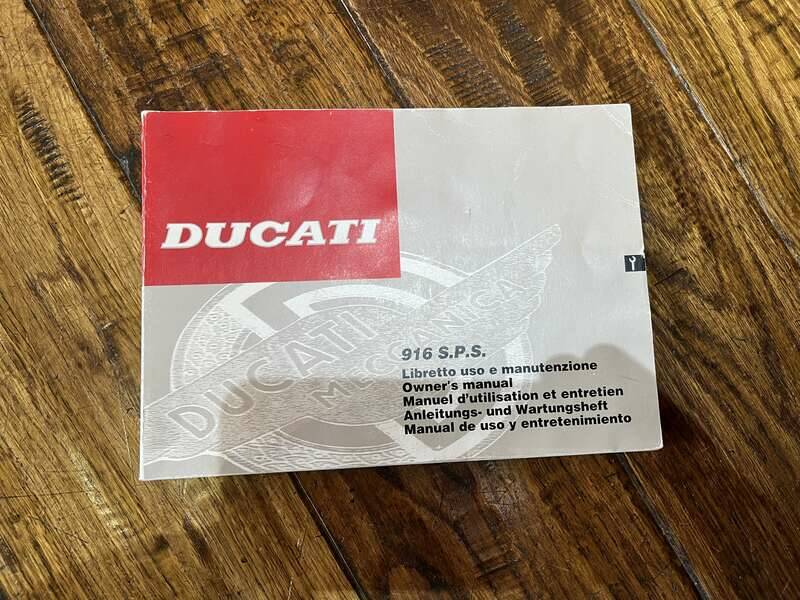 DUCATI
DUCATI
MECCANICA
916 S.P.S.
Libretto uso e manutenzione
Owner's manual
Manuel d'utilisation et entretien
Anleitungs- und Wartungsheft
Manual de uso y entretenimiento